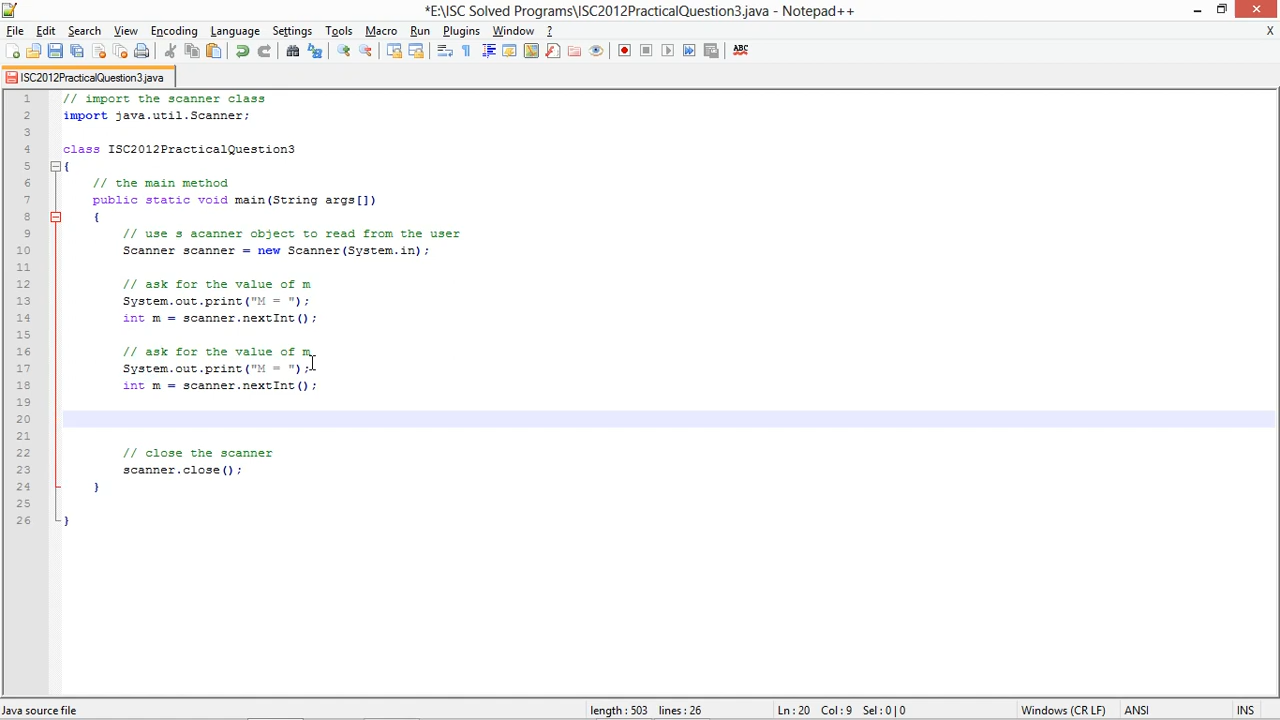 *E:\ISC Solved Programs\ISC2012PracticalQuestion3.java - Notepad++
File Edit Search View Encoding Language Settings Tools Macro Run Plugins Window ? X
ABC
ISC2012PracticalQuestion3.java
1 // import the scanner class
2 import java.util.Scanner;
3
4 class ISC2012PracticalQuestion3
5 {
6 // the main method
7 public static void main(String args[])
8 {
9 // use s acanner object to read from the user
10 Scanner scanner = new Scanner(System.in);
11
12 // ask for the value of m
13 System.out.print("M = ");
14 int m = scanner.nextInt();
15
16 // ask for the value of m
17 System.out.print("M = ");
18 int m = scanner.nextInt();
19
20
21
22 // close the scanner
23 scanner.close();
24 }
25
26 }
Java source file length : 503 lines : 26 Ln : 20 Col : 9 Sel : 0 | 0 Windows (CR LF) ANSI INS